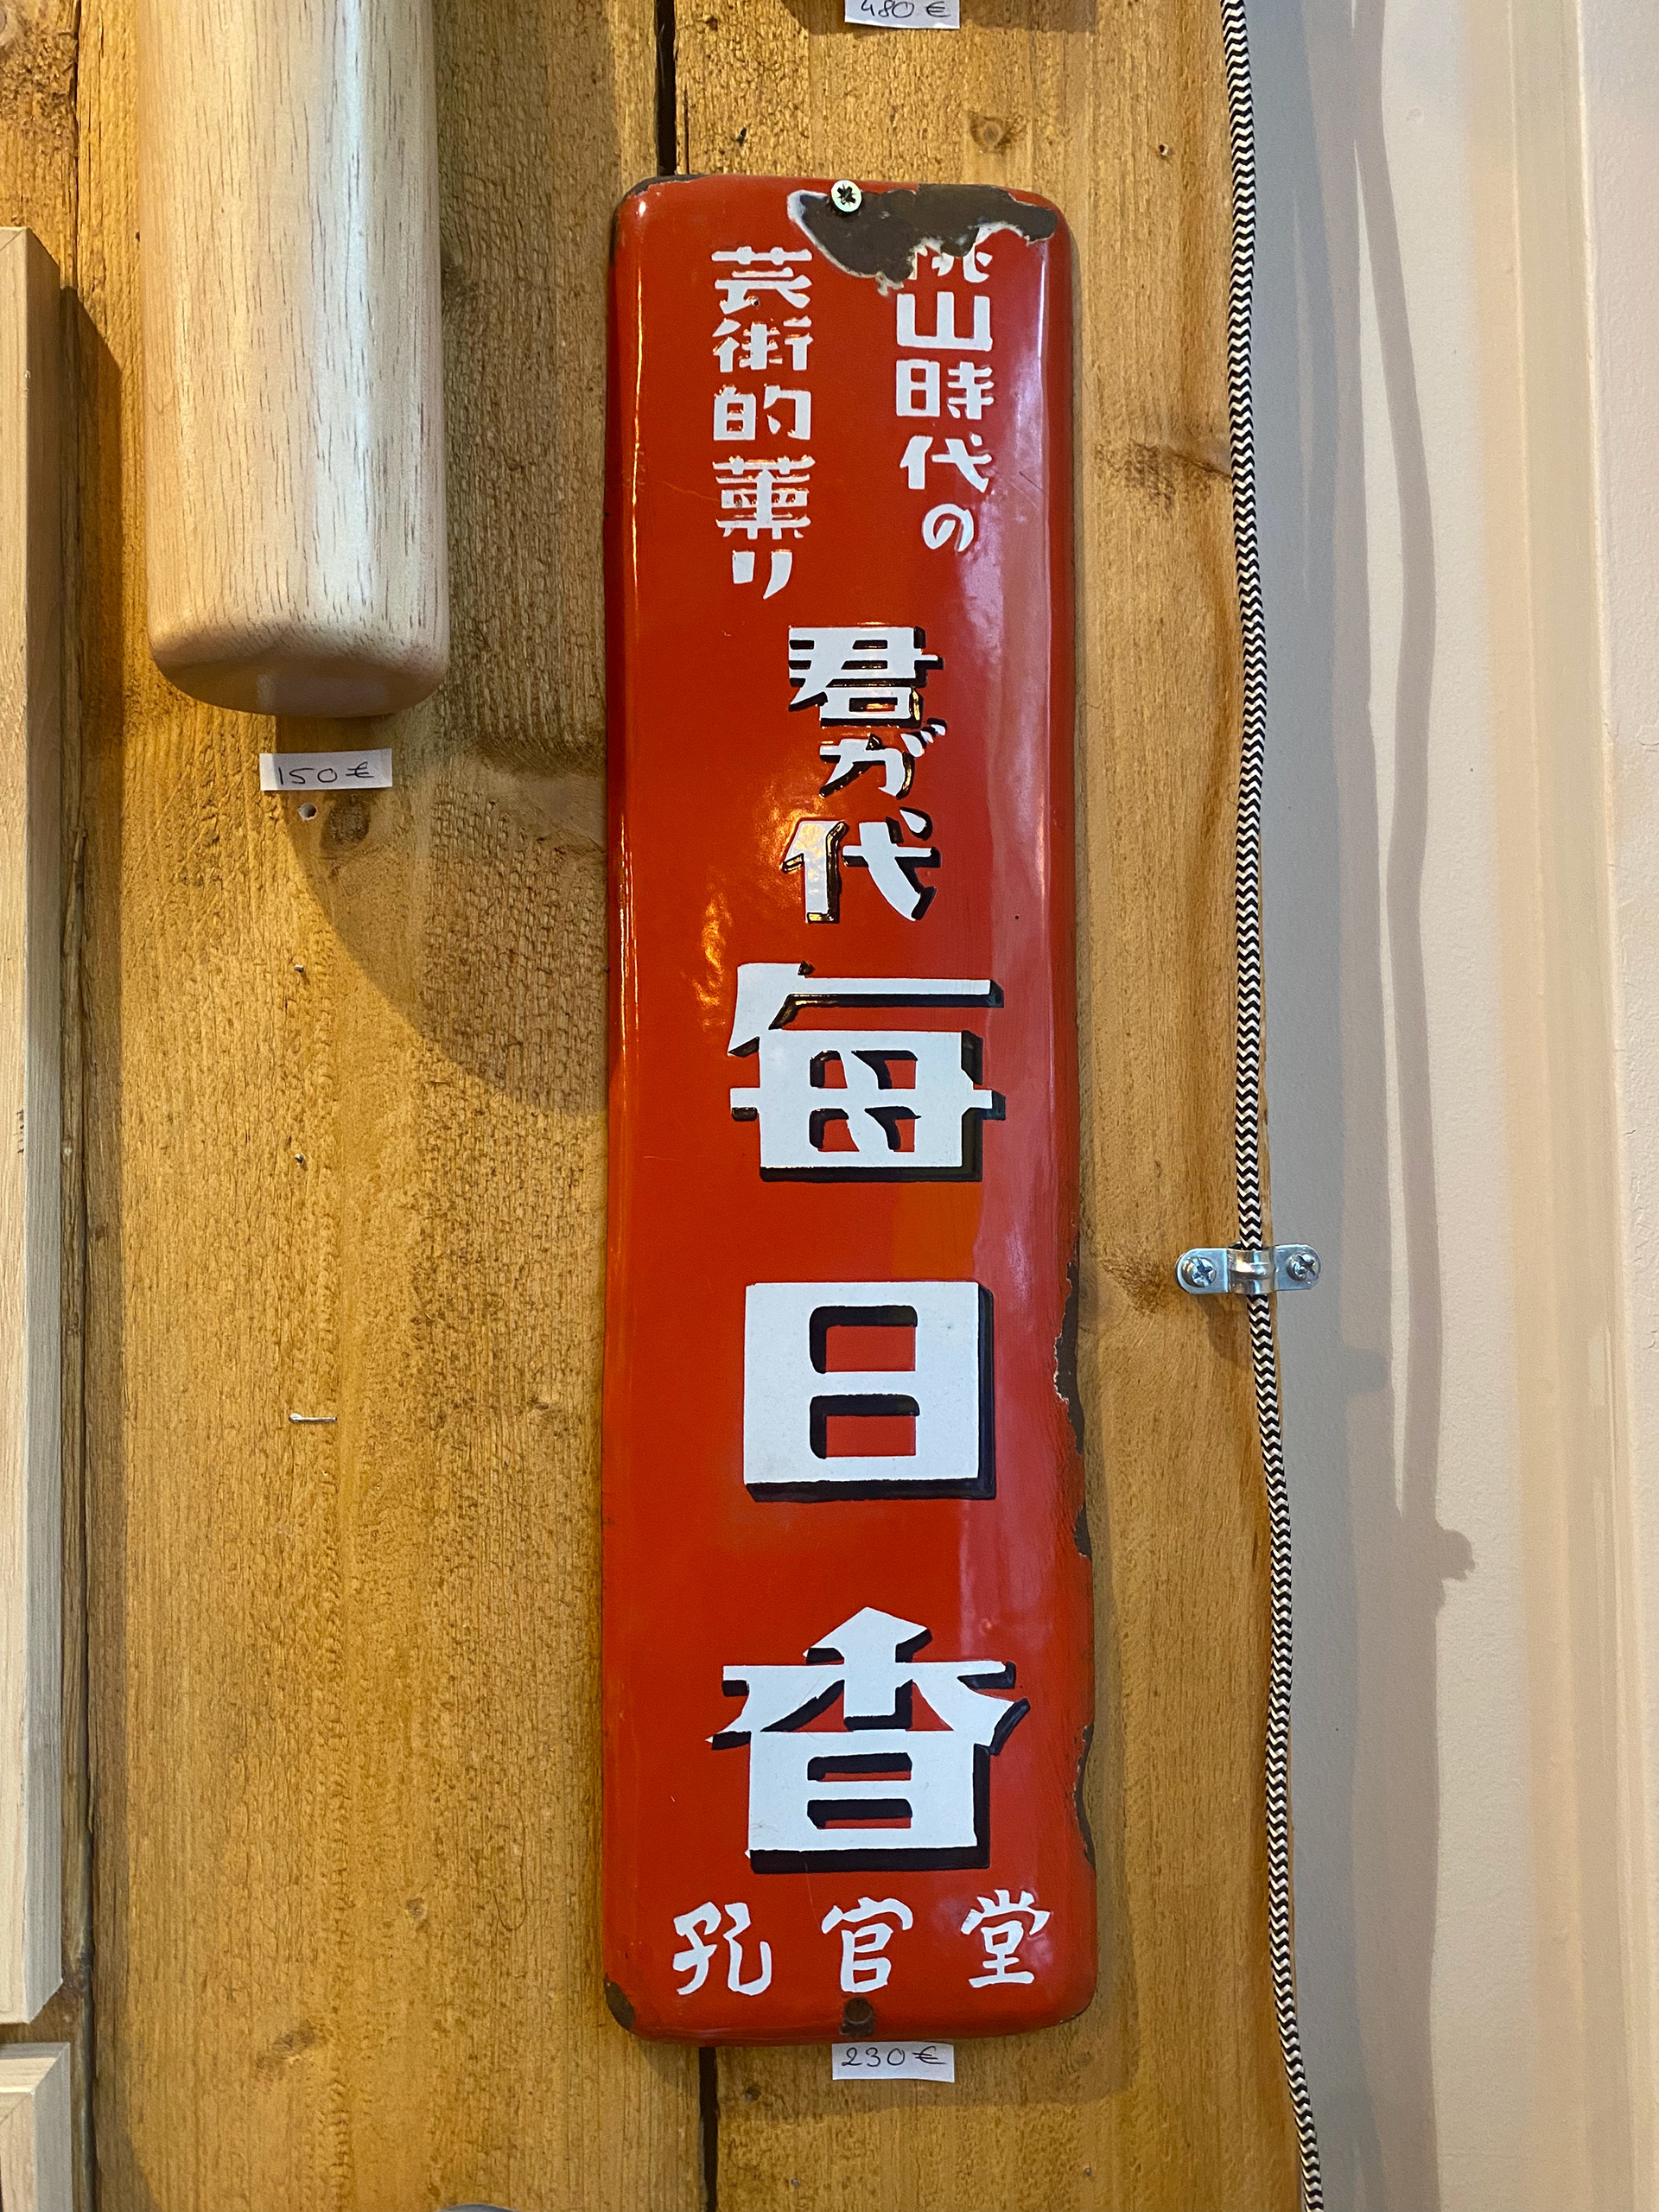 480 €
桃山時代の
芸術的薫り
君が代
毎日香
孔官堂
150 €
230 €